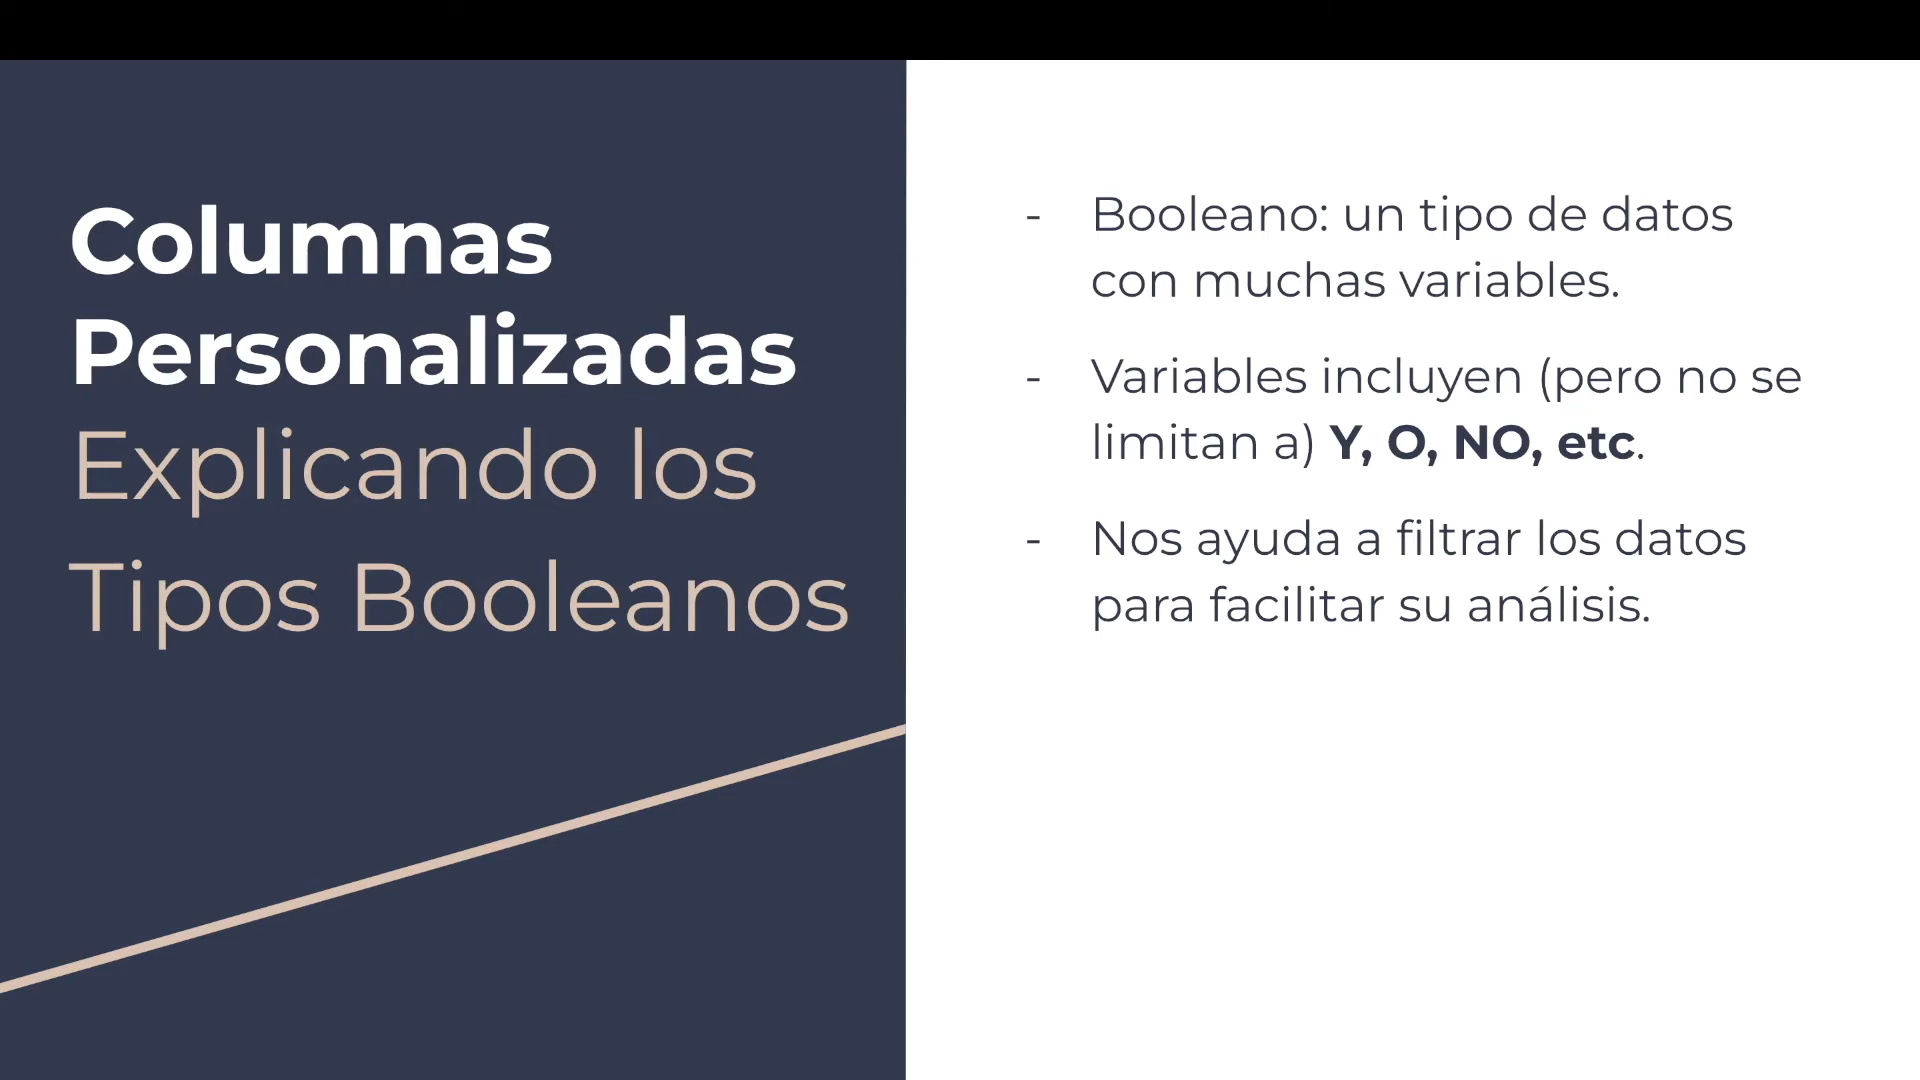 Columnas
Personalizadas
Explicando los
Tipos Booleanos
- Booleano: un tipo de datos
con muchas variables.
- Variables incluyen (pero no se
limitan a) Y, O, NO, etc.
- Nos ayuda a filtrar los datos
para facilitar su análisis.